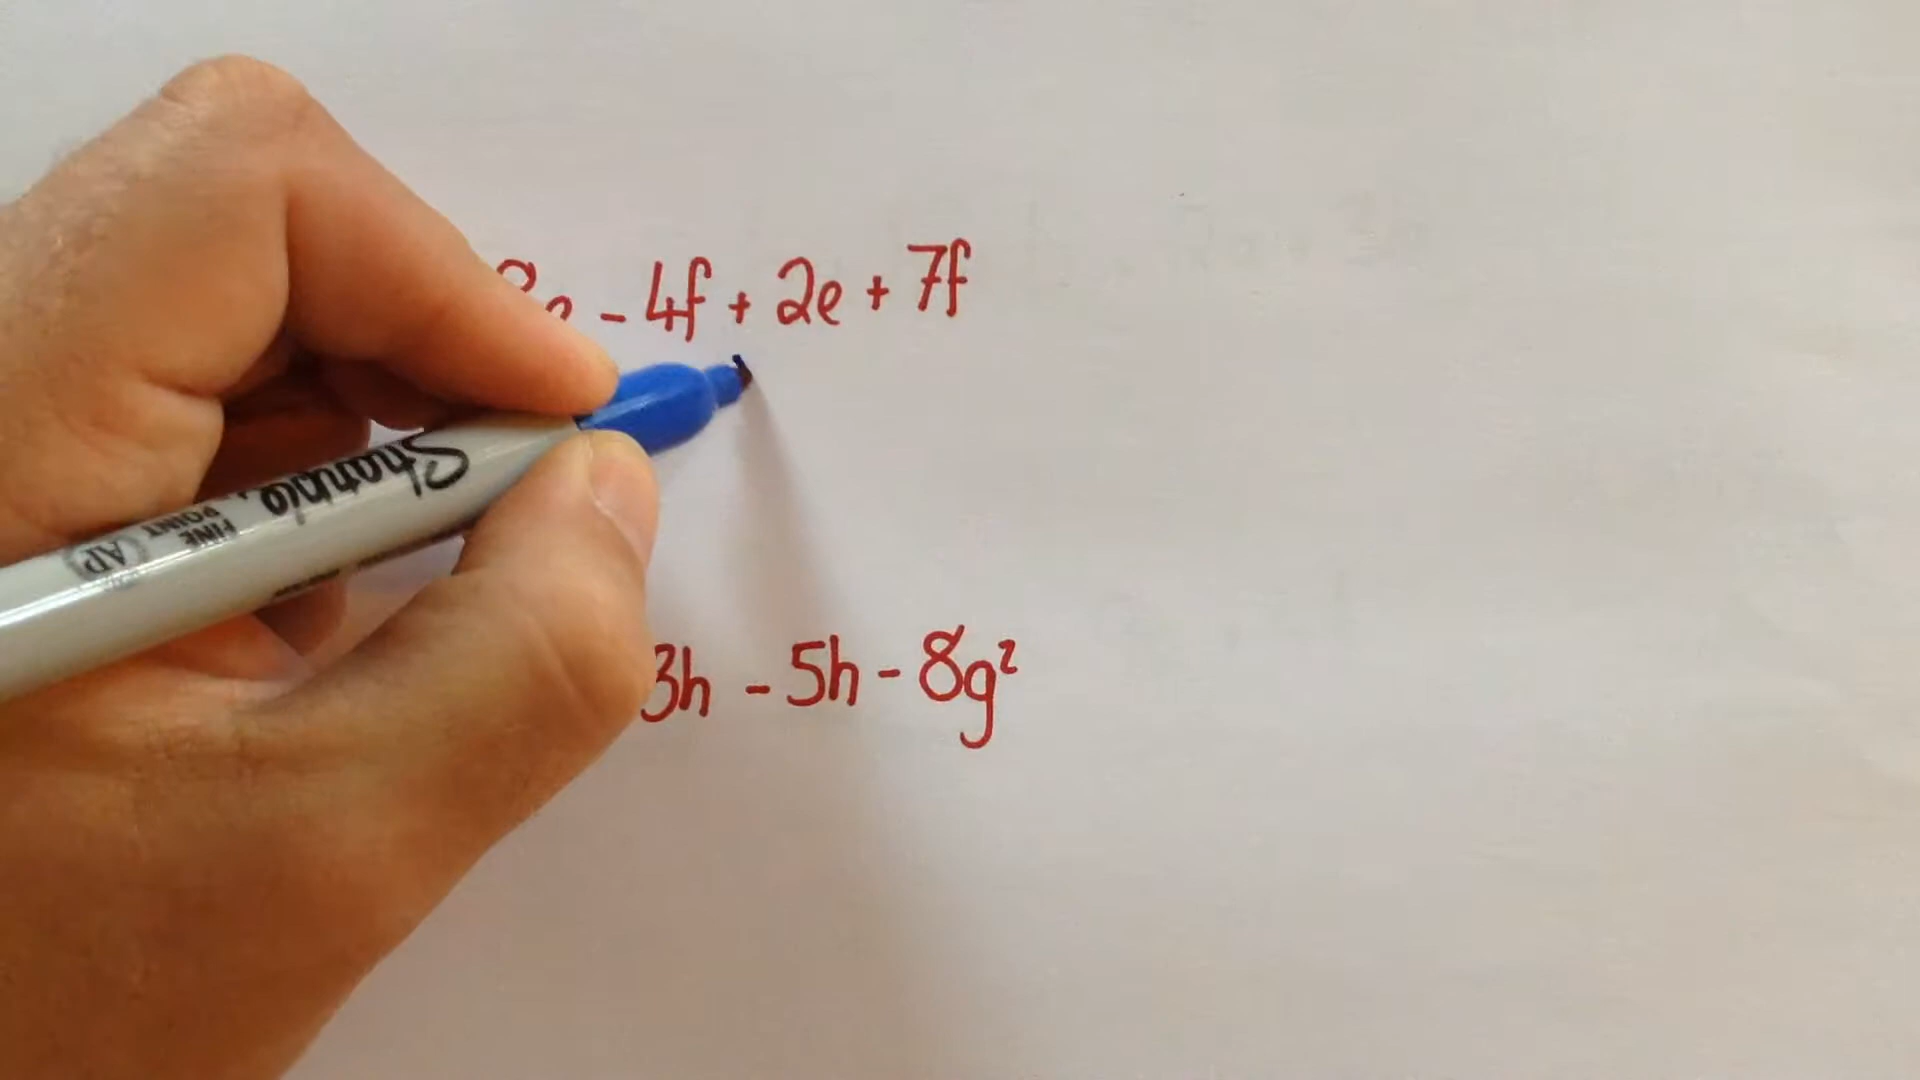 - 4f + 2e + 7f
Sharpie
FINE
POINT
AP
3h - 5h - 8g²